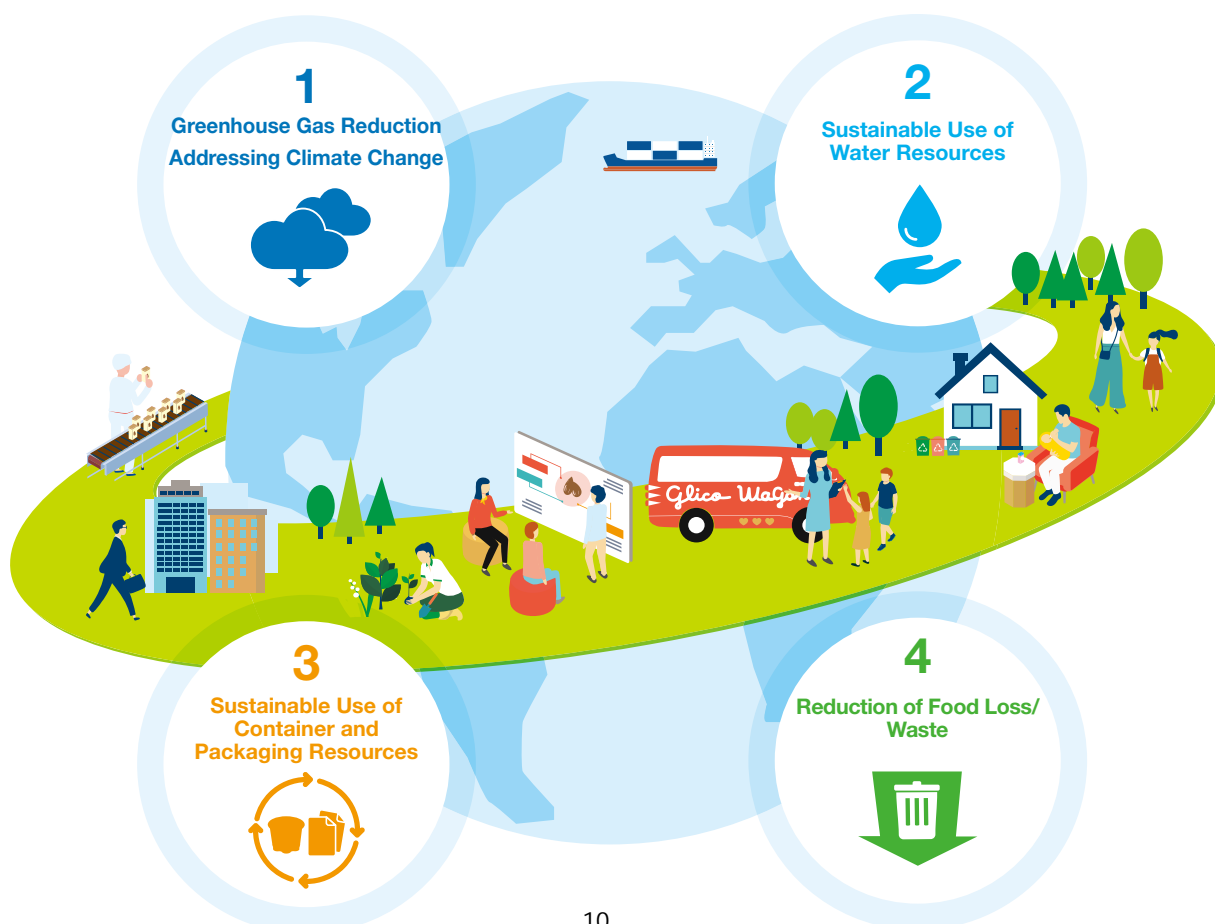 1
Greenhouse Gas Reduction
Addressing Climate Change
2
Sustainable Use of
Water Resources
Glico Wagon
3
Sustainable Use of
Container and
Packaging Resources
4
Reduction of Food Loss/
Waste
10